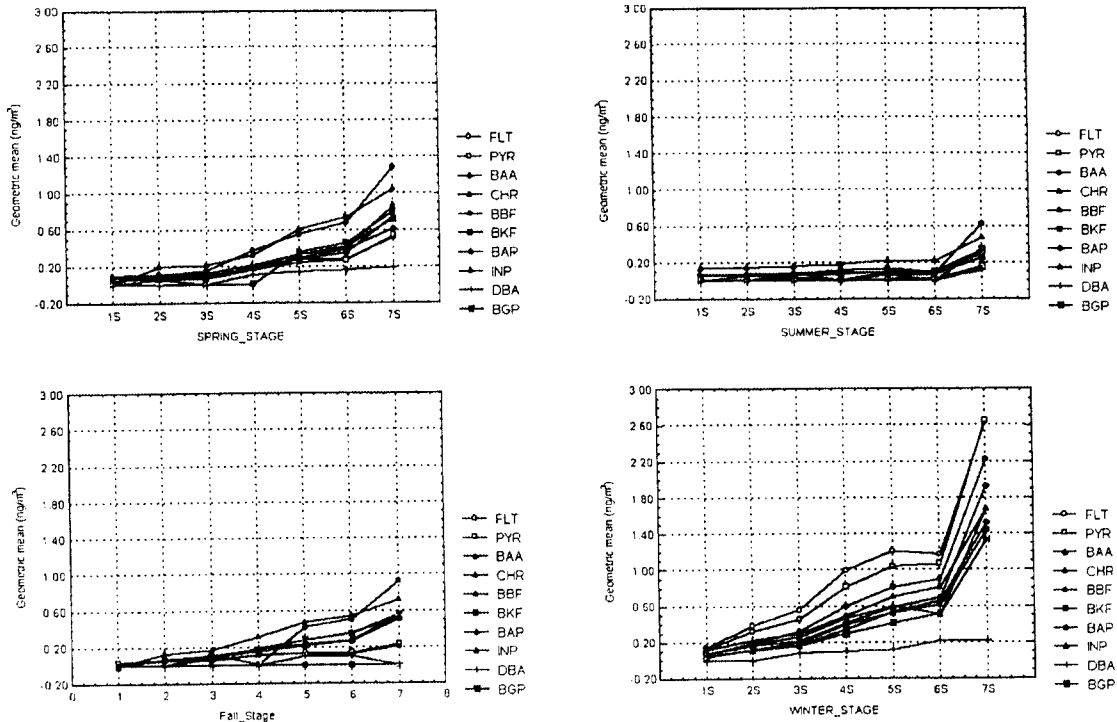 Geometric mean (ng/m³)
3 00
2 60
2 20
1 80
1 40
1 00
0 60
0 20
-0 20
1S 2S 3S 4S 5S 6S 7S
SPRING_STAGE
FLT
PYR
BAA
CHR
BBF
BKF
BAP
INP
DBA
BGP
Geometric mean (ng/m³)
3 00
2 60
2 20
1 80
1 40
1 00
0 60
0 20
-0 20
1S 2S 3S 4S 5S 6S 7S
SUMMER_STAGE
FLT
PYR
BAA
CHR
BBF
BKF
BAP
INP
DBA
BGP
Geometric mean (ng/m³)
3 00
2 60
2 20
1 80
1 40
1 00
0 60
0 20
-0 20
0 1 2 3 4 5 6 7 8
Fall_Stage
FLT
PYR
BAA
CHR
BBF
BKF
BAP
INP
DBA
BGP
Geometric mean (ng/m³)
3 00
2 60
2 20
1 80
1 40
1 00
0 60
0 20
-0 20
1S 2S 3S 4S 5S 6S 7S
WINTER_STAGE
FLT
PYR
BAA
CHR
BBF
BKF
BAP
INP
DBA
BGP